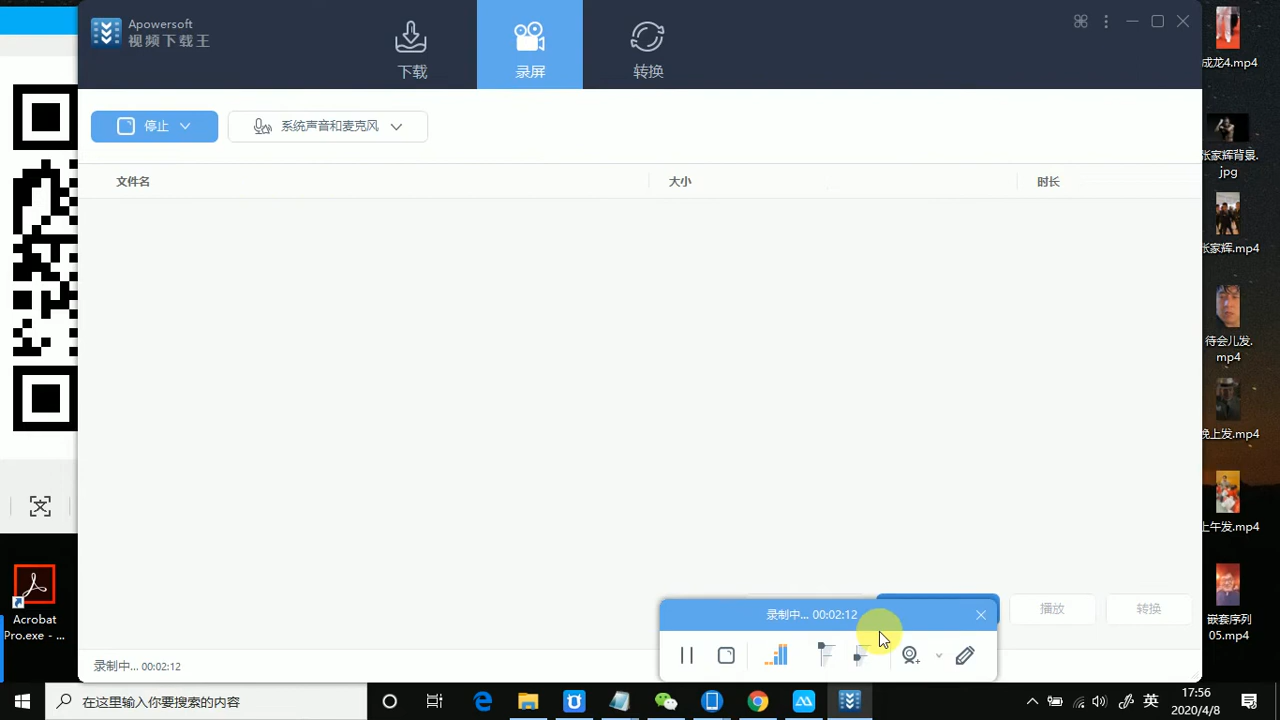 Apowersoft
视频下载王
下载
录屏
转换
停止
系统声音和麦克风
文件名
大小
时长
录制中... 00:02:12
播放
转换
录制中... 00:02:12
Acrobat
Pro.exe - ...
成龙4.mp4
张家辉背景.
jpg
张家辉.mp4
待会儿发.
mp4
晚上发.mp4
上午发.mp4
嵌套序列
05.mp4
在这里输入你要搜索的内容
英
17:56
2020/4/8